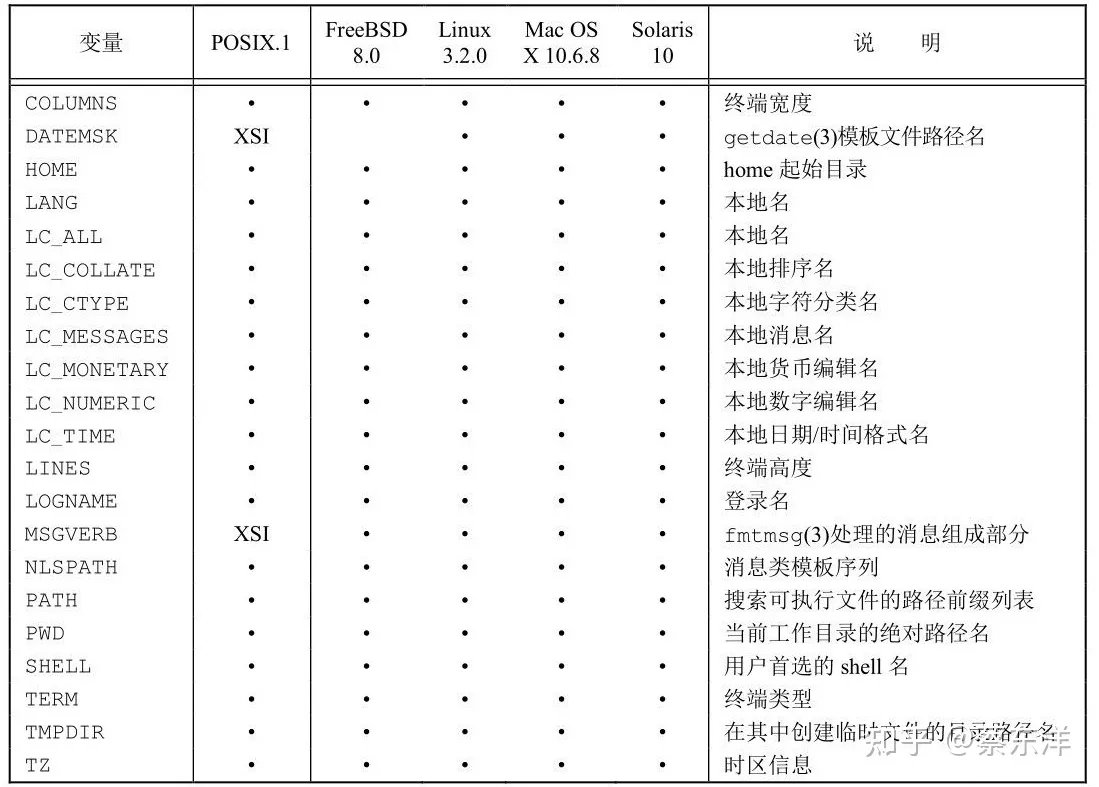 变量 POSIX.1 FreeBSD 8.0 Linux 3.2.0 Mac OS X 10.6.8 Solaris 10 说 明
COLUMNS • • • • • 终端宽度
DATEMSK XSI • • • getdate(3)模板文件路径名
HOME • • • • • home 起始目录
LANG • • • • • 本地名
LC_ALL • • • • • 本地名
LC_COLLATE • • • • • 本地排序名
LC_CTYPE • • • • • 本地字符分类名
LC_MESSAGES • • • • • 本地消息名
LC_MONETARY • • • • • 本地货币编辑名
LC_NUMERIC • • • • • 本地数字编辑名
LC_TIME • • • • • 本地日期/时间格式名
LINES • • • • • 终端高度
LOGNAME • • • • • 登录名
MSGVERB XSI • • • • fmtmsg(3)处理的消息组成部分
NLSPATH • • • • • 消息类模板序列
PATH • • • • • 搜索可执行文件的路径前缀列表
PWD • • • • • 当前工作目录的绝对路径名
SHELL • • • • • 用户首选的 shell 名
TERM • • • • • 终端类型
TMPDIR • • • • • 在其中创建临时文件的目录路径名
TZ • • • • • 时区信息
知乎 @蔡乐洋